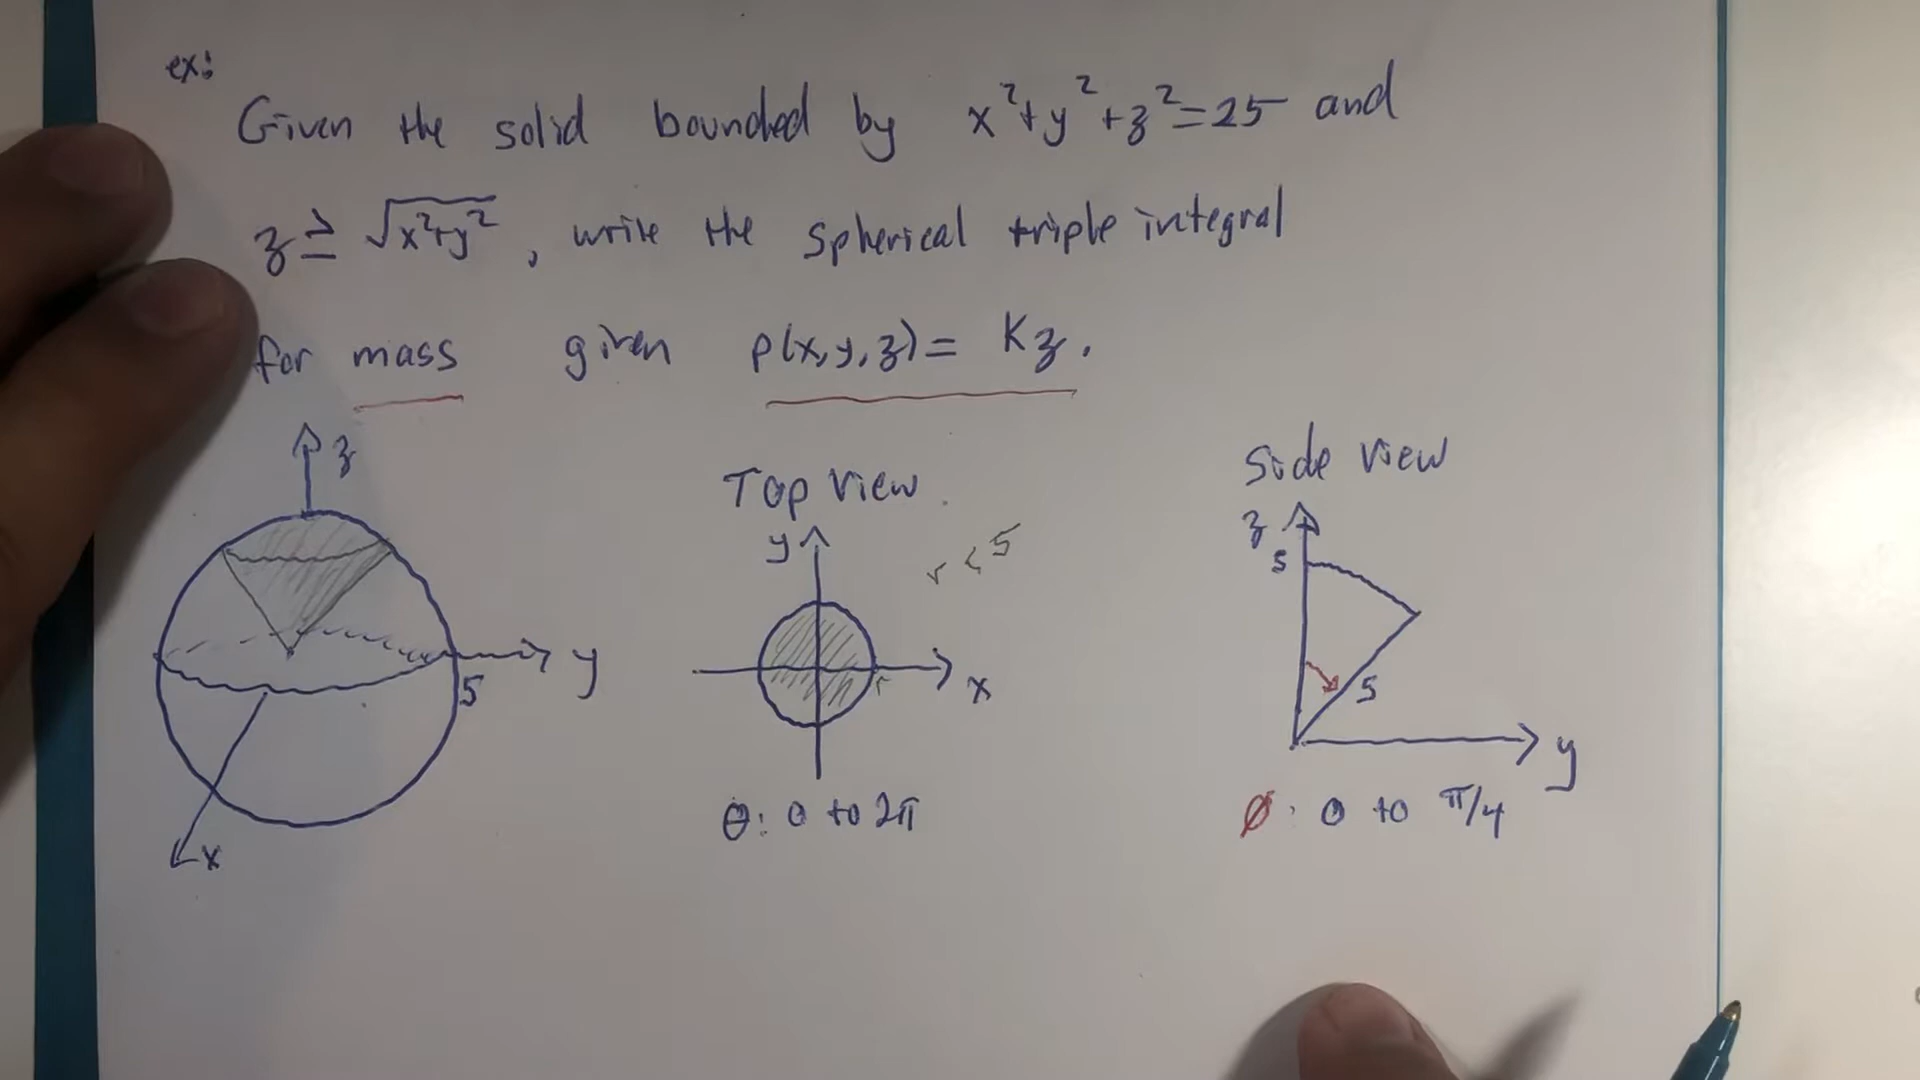 ex:
Given the solid bounded by x²+y²+z²=25 and
z ≥ √x²+y², write the spherical triple integral
for mass given ρ(x,y,z)= Kz.
z
y
5
x
Top view
y
r < 5
r
x
θ: 0 to 2π
Side view
z
5
5
y
ø: 0 to π/4